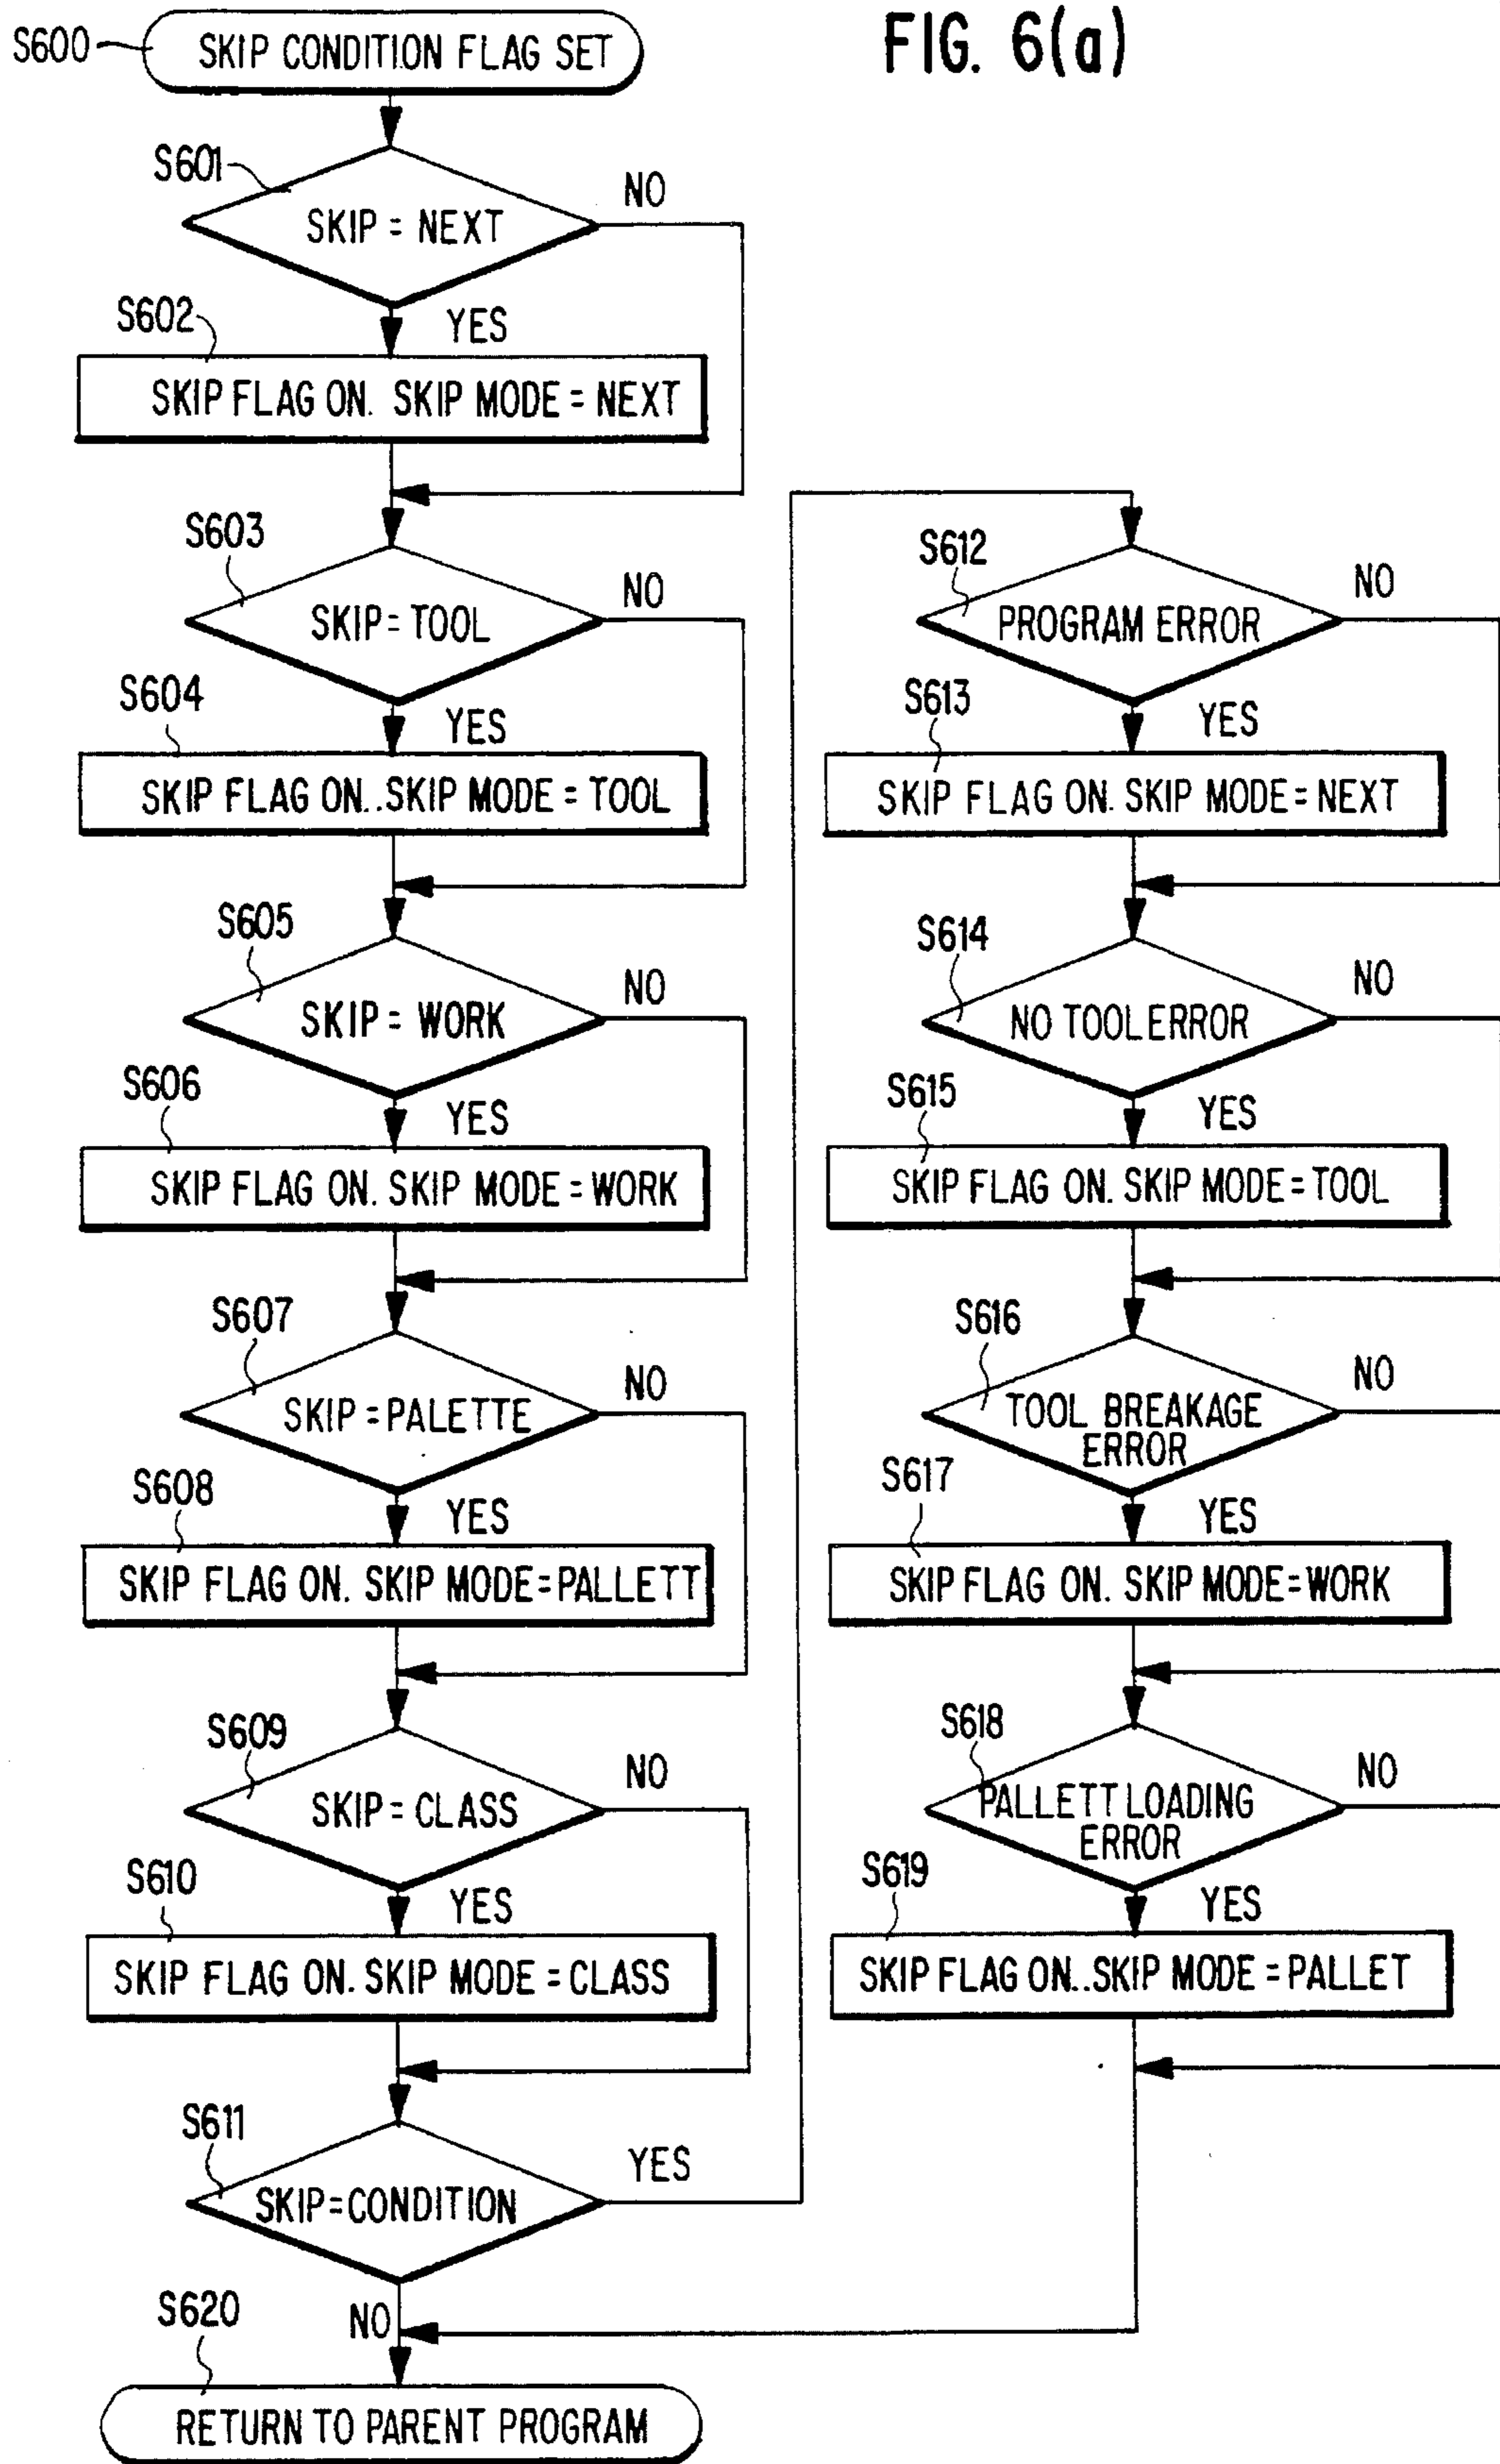 FIG. 6(a)
S600
SKIP CONDITION FLAG SET
S601
SKIP = NEXT
NO
YES
S602
SKIP FLAG ON. SKIP MODE = NEXT
S603
SKIP = TOOL
NO
YES
S604
SKIP FLAG ON..SKIP MODE = TOOL
S605
SKIP = WORK
NO
YES
S606
SKIP FLAG ON. SKIP MODE = WORK
S607
SKIP = PALETTE
NO
YES
S608
SKIP FLAG ON. SKIP MODE = PALLETT
S609
SKIP = CLASS
NO
YES
S610
SKIP FLAG ON. SKIP MODE = CLASS
S611
SKIP = CONDITION
YES
NO
S612
PROGRAM ERROR
NO
YES
S613
SKIP FLAG ON. SKIP MODE = NEXT
S614
NO TOOL ERROR
NO
YES
S615
SKIP FLAG ON. SKIP MODE = TOOL
S616
TOOL BREAKAGE
ERROR
NO
YES
S617
SKIP FLAG ON. SKIP MODE = WORK
S618
PALLETT LOADING
ERROR
NO
YES
S619
SKIP FLAG ON..SKIP MODE = PALLET
S620
RETURN TO PARENT PROGRAM